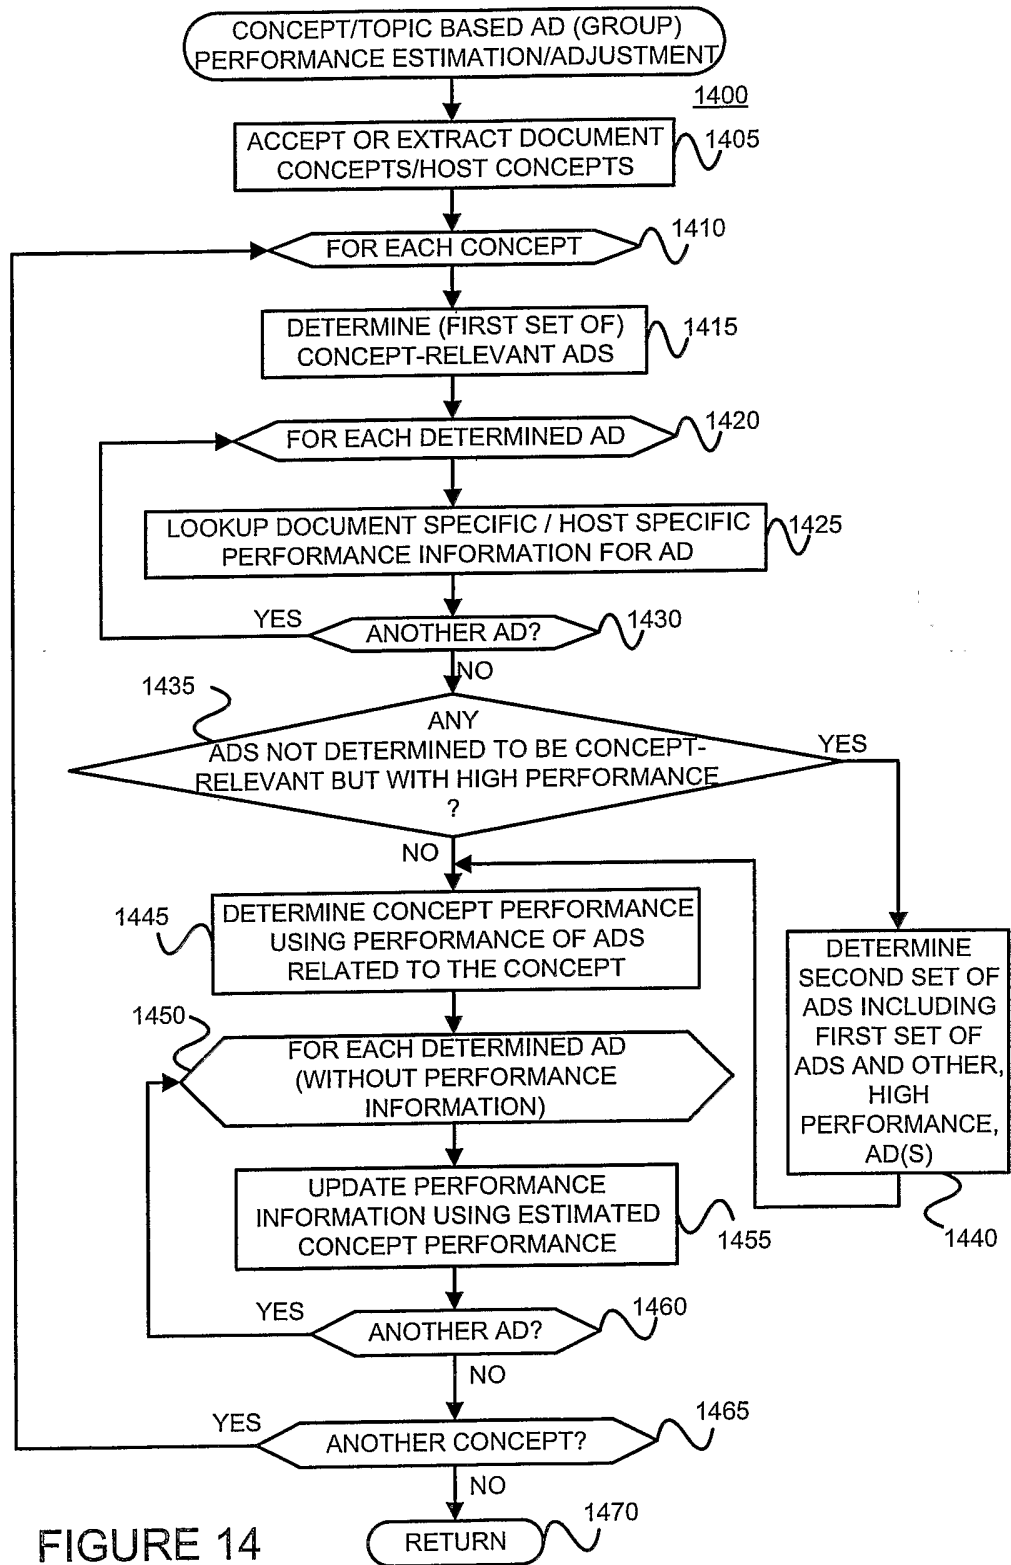 CONCEPT/TOPIC BASED AD (GROUP)
PERFORMANCE ESTIMATION/ADJUSTMENT
1400
ACCEPT OR EXTRACT DOCUMENT
CONCEPTS/HOST CONCEPTS
1405
FOR EACH CONCEPT
1410
DETERMINE (FIRST SET OF)
CONCEPT-RELEVANT ADS
1415
FOR EACH DETERMINED AD
1420
LOOKUP DOCUMENT SPECIFIC / HOST SPECIFIC
PERFORMANCE INFORMATION FOR AD
1425
YES
ANOTHER AD?
1430
NO
1435
ANY
ADS NOT DETERMINED TO BE CONCEPT-
RELEVANT BUT WITH HIGH PERFORMANCE
?
YES
NO
1445
DETERMINE CONCEPT PERFORMANCE
USING PERFORMANCE OF ADS
RELATED TO THE CONCEPT
DETERMINE
SECOND SET OF
ADS INCLUDING
FIRST SET OF
ADS AND OTHER,
HIGH
PERFORMANCE,
AD(S)
1440
1450
FOR EACH DETERMINED AD
(WITHOUT PERFORMANCE
INFORMATION)
UPDATE PERFORMANCE
INFORMATION USING ESTIMATED
CONCEPT PERFORMANCE
1455
YES
ANOTHER AD?
1460
NO
YES
ANOTHER CONCEPT?
1465
NO
RETURN
1470
FIGURE 14